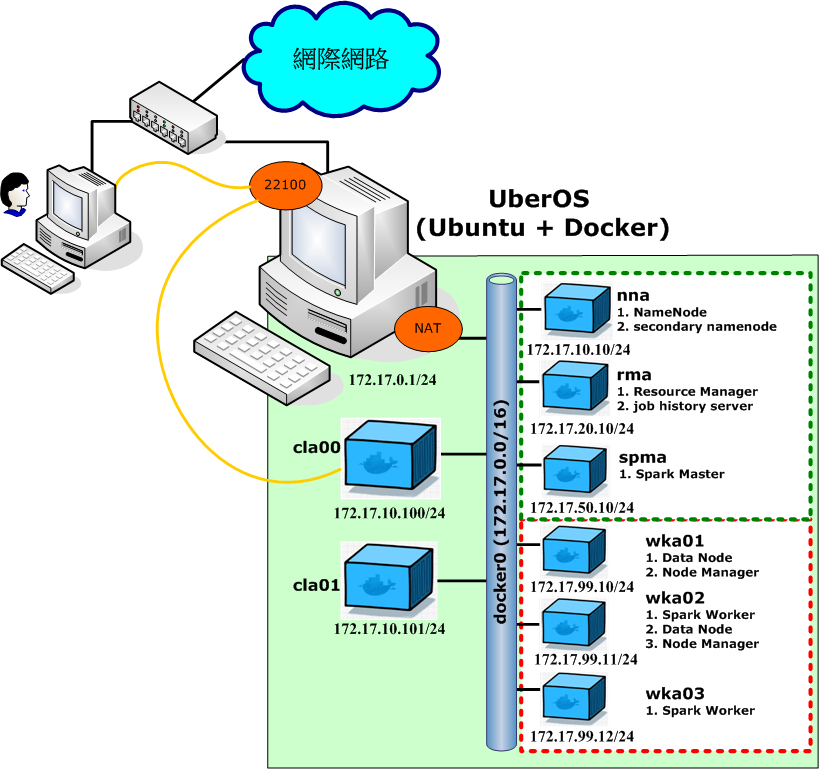 網際網路
22100
UberOS
(Ubuntu + Docker)
NAT
172.17.0.1/24
cla00
172.17.10.100/24
cla01
172.17.10.101/24
docker0 (172.17.0.0/16)
nna
1. NameNode
2. secondary namenode
172.17.10.10/24
rma
1. Resource Manager
2. job history server
172.17.20.10/24
spma
1. Spark Master
172.17.50.10/24
wka01
1. Data Node
2. Node Manager
172.17.99.10/24
wka02
1. Spark Worker
2. Data Node
3. Node Manager
172.17.99.11/24
wka03
1. Spark Worker
172.17.99.12/24